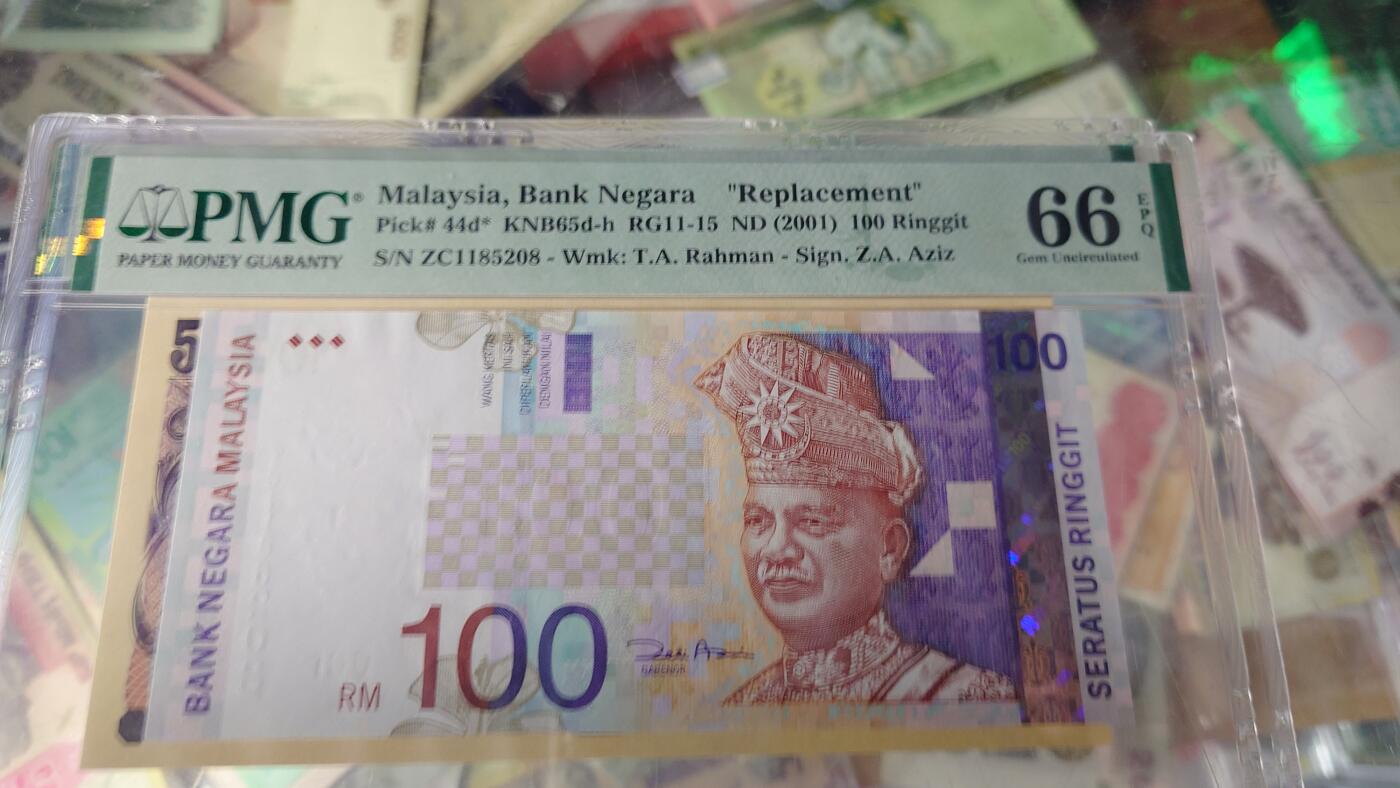 PMG®
PAPER MONEY GUARANTY
Malaysia, Bank Negara "Replacement"
Pick# 44d* KNB65d-h RG11-15 ND (2001) 100 Ringgit
S/N ZC1185208 - Wmk: T.A. Rahman - Sign. Z.A. Aziz
66
EPQ
Gem Uncirculated
5
BANK NEGARA MALAYSIA
100
RM 100
GABENOR
SERATUS RINGGIT